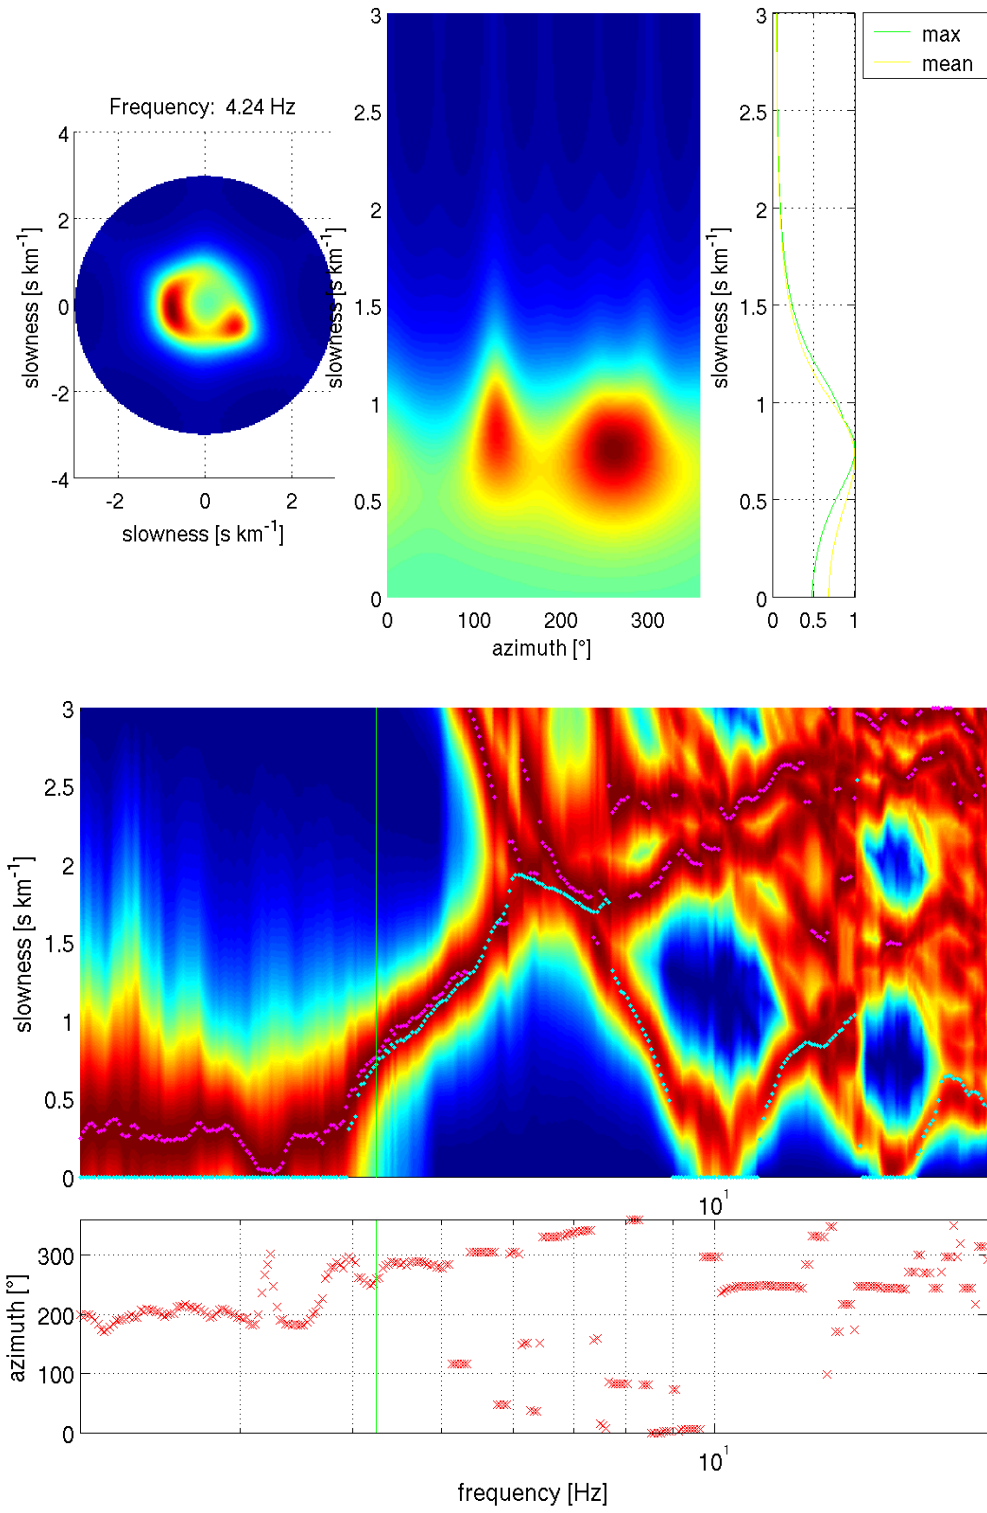 Frequency: 4.24 Hz
4
2
0
-2
-4
slowness [s km-1]
-2 0 2
slowness [s km-1]
3
2.5
2
1.5
1
0.5
0
slowness [s km-1]
0 100 200 300
azimuth [°]
3
2.5
2
1.5
1
0.5
0
slowness [s km-1]
0 0.5 1
max
mean
3
2.5
2
1.5
1
0.5
0
slowness [s km-1]
10¹
300
200
100
0
azimuth [°]
10¹
frequency [Hz]